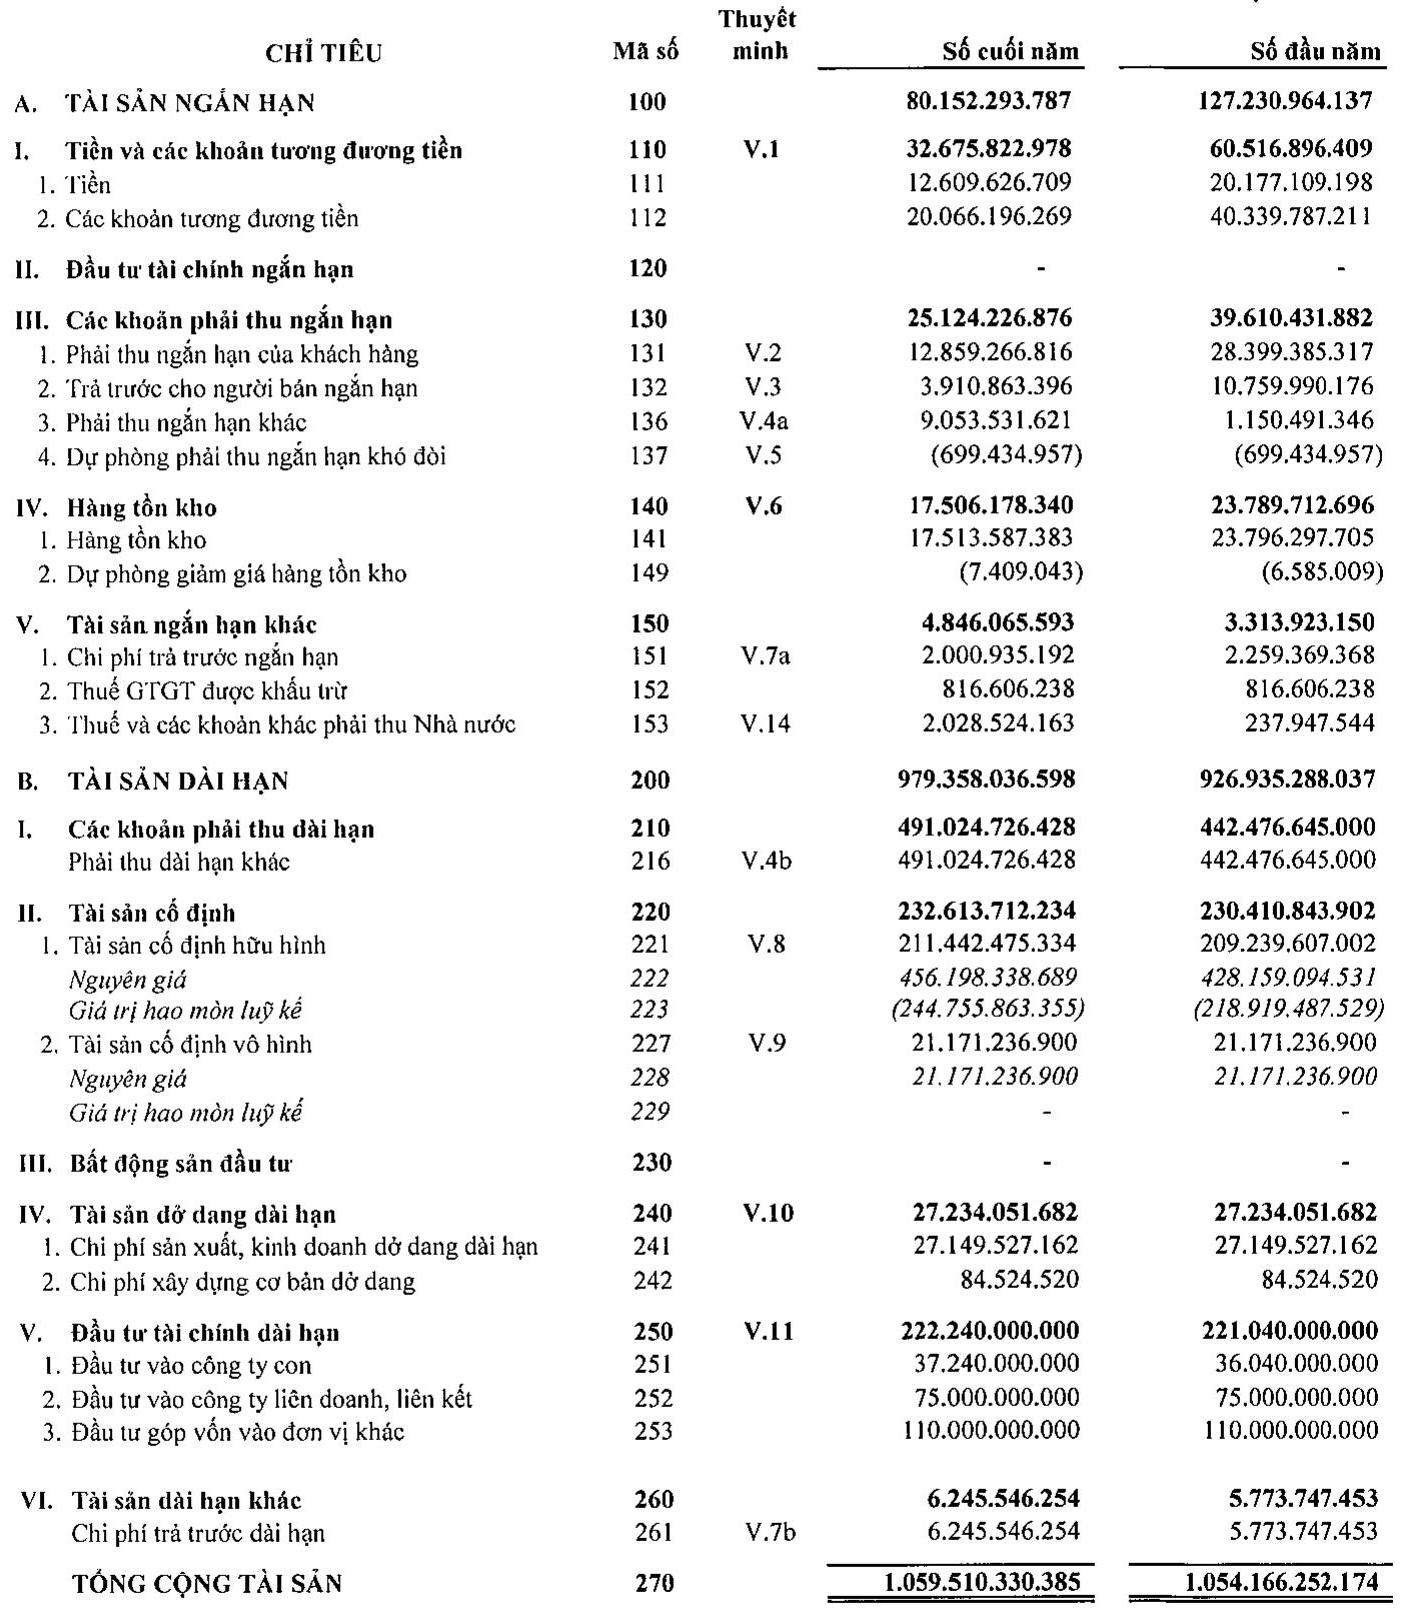 Thuyết
CHỈ TIÊU Mã số minh Số cuối năm Số đầu năm
A. TÀI SẢN NGẮN HẠN 100 80.152.293.787 127.230.964.137
I. Tiền và các khoản tương đương tiền 110 V.1 32.675.822.978 60.516.896.409
1. Tiền 111 12.609.626.709 20.177.109.198
2. Các khoản tương đương tiền 112 20.066.196.269 40.339.787.211
II. Đầu tư tài chính ngắn hạn 120 - -
III. Các khoản phải thu ngắn hạn 130 25.124.226.876 39.610.431.882
1. Phải thu ngắn hạn của khách hàng 131 V.2 12.859.266.816 28.399.385.317
2. Trả trước cho người bán ngắn hạn 132 V.3 3.910.863.396 10.759.990.176
3. Phải thu ngắn hạn khác 136 V.4a 9.053.531.621 1.150.491.346
4. Dự phòng phải thu ngắn hạn khó đòi 137 V.5 (699.434.957) (699.434.957)
IV. Hàng tồn kho 140 V.6 17.506.178.340 23.789.712.696
1. Hàng tồn kho 141 17.513.587.383 23.796.297.705
2. Dự phòng giảm giá hàng tồn kho 149 (7.409.043) (6.585.009)
V. Tài sản ngắn hạn khác 150 4.846.065.593 3.313.923.150
1. Chi phí trả trước ngắn hạn 151 V.7a 2.000.935.192 2.259.369.368
2. Thuế GTGT được khấu trừ 152 816.606.238 816.606.238
3. Thuế và các khoản khác phải thu Nhà nước 153 V.14 2.028.524.163 237.947.544
B. TÀI SẢN DÀI HẠN 200 979.358.036.598 926.935.288.037
I. Các khoản phải thu dài hạn 210 491.024.726.428 442.476.645.000
Phải thu dài hạn khác 216 V.4b 491.024.726.428 442.476.645.000
II. Tài sản cố định 220 232.613.712.234 230.410.843.902
1. Tài sản cố định hữu hình 221 V.8 211.442.475.334 209.239.607.002
Nguyên giá 222 456.198.338.689 428.159.094.531
Giá trị hao mòn luỹ kế 223 (244.755.863.355) (218.919.487.529)
2. Tài sản cố định vô hình 227 V.9 21.171.236.900 21.171.236.900
Nguyên giá 228 21.171.236.900 21.171.236.900
Giá trị hao mòn luỹ kế 229 - -
III. Bất động sản đầu tư 230 - -
IV. Tài sản dở dang dài hạn 240 V.10 27.234.051.682 27.234.051.682
1. Chi phí sản xuất, kinh doanh dở dang dài hạn 241 27.149.527.162 27.149.527.162
2. Chi phí xây dựng cơ bản dở dang 242 84.524.520 84.524.520
V. Đầu tư tài chính dài hạn 250 V.11 222.240.000.000 221.040.000.000
1. Đầu tư vào công ty con 251 37.240.000.000 36.040.000.000
2. Đầu tư vào công ty liên doanh, liên kết 252 75.000.000.000 75.000.000.000
3. Đầu tư góp vốn vào đơn vị khác 253 110.000.000.000 110.000.000.000
VI. Tài sản dài hạn khác 260 6.245.546.254 5.773.747.453
Chi phí trả trước dài hạn 261 V.7b 6.245.546.254 5.773.747.453
TỔNG CỘNG TÀI SẢN 270 1.059.510.330.385 1.054.166.252.174